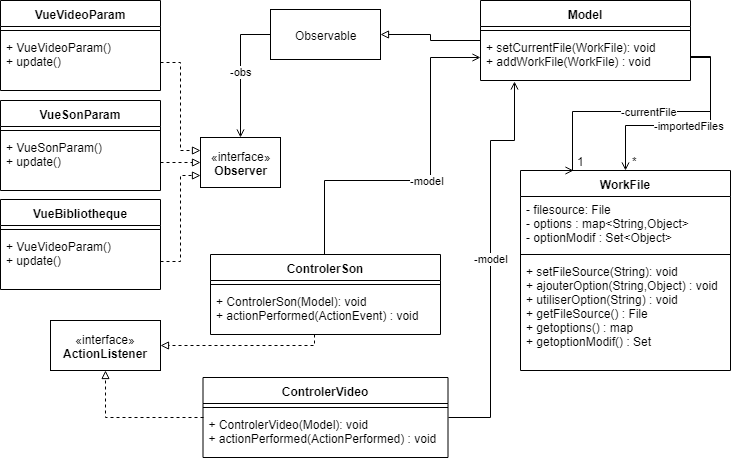 VueVideoParam
+ VueVideoParam()
+ update()
VueSonParam
+ VueSonParam()
+ update()
VueBibliotheque
+ VueVideoParam()
+ update()
Observable
-obs
«interface»
Observer
Model
+ setCurrentFile(WorkFile): void
+ addWorkFile(WorkFile) : void
-currentFile
-importedFiles
1
*
-model
-model
WorkFile
- filesource: File
- options : map<String,Object>
- optionModif : Set<Object>
+ setFileSource(String): void
+ ajouterOption(String,Object) : void
+ utiliserOption(String) : void
+ getFileSource() : File
+ getoptions() : map
+ getoptionModif() : Set
ControlerSon
+ ControlerSon(Model): void
+ actionPerformed(ActionEvent) : void
«interface»
ActionListener
ControlerVideo
+ ControlerVideo(Model): void
+ actionPerformed(ActionPerformed) : void